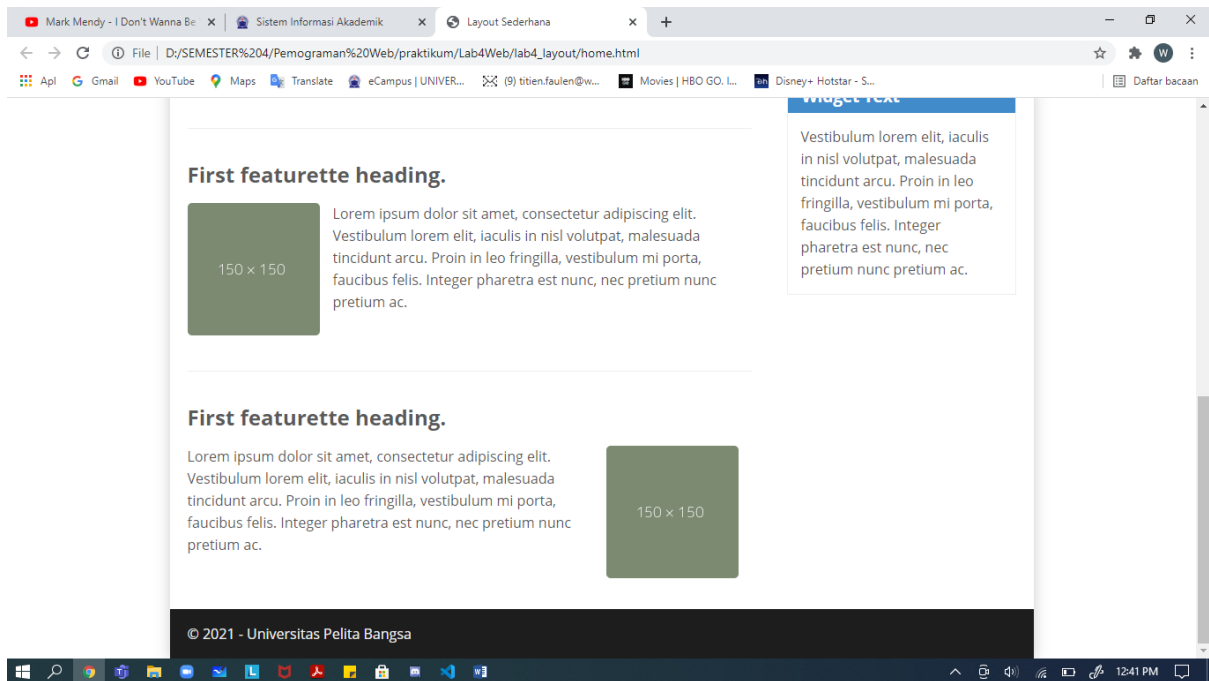 Mark Mendy - I Don't Wanna Be
Sistem Informasi Akademik
Layout Sederhana
File
D:/SEMESTER%204/Pemograman%20Web/praktikum/Lab4Web/lab4_layout/home.html
W
Apl
Gmail
YouTube
Maps
Translate
eCampus | UNIVER...
(9) titien.faulen@w...
Movies | HBO GO. I...
Disney+ Hotstar - S...
Daftar bacaan
Widget Text
Vestibulum lorem elit, iaculis
in nisl volutpat, malesuada
tincidunt arcu. Proin in leo
fringilla, vestibulum mi porta,
faucibus felis. Integer
pharetra est nunc, nec
pretium nunc pretium ac.
First featurette heading.
150 × 150
Lorem ipsum dolor sit amet, consectetur adipiscing elit.
Vestibulum lorem elit, iaculis in nisl volutpat, malesuada
tincidunt arcu. Proin in leo fringilla, vestibulum mi porta,
faucibus felis. Integer pharetra est nunc, nec pretium nunc
pretium ac.
First featurette heading.
Lorem ipsum dolor sit amet, consectetur adipiscing elit.
Vestibulum lorem elit, iaculis in nisl volutpat, malesuada
tincidunt arcu. Proin in leo fringilla, vestibulum mi porta,
faucibus felis. Integer pharetra est nunc, nec pretium nunc
pretium ac.
150 × 150
© 2021 - Universitas Pelita Bangsa
12:41 PM